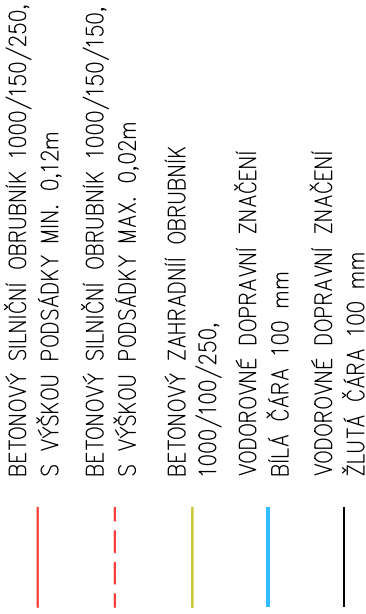 BETONOVÝ SILNIČNÍ OBRUBNÍK 1000/150/250,
S VÝŠKOU PODSÁDKY MIN. 0,12m
BETONOVÝ SILNIČNÍ OBRUBNÍK 1000/150/150,
S VÝŠKOU PODSÁDKY MAX. 0,02m
BETONOVÝ ZAHRADNÍÍ OBRUBNÍK
1000/100/250,
VODOROVNÉ DOPRAVNÍ ZNAČENÍ
BÍLÁ ČÁRA 100 mm
VODOROVNÉ DOPRAVNÍ ZNAČENÍ
ŽLUTÁ ČÁRA 100 mm